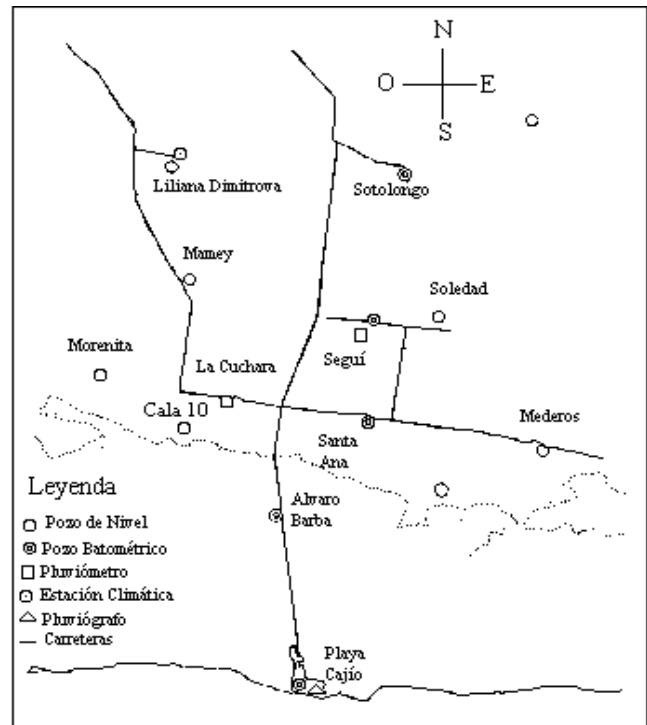 N
O
E
S
Liliana Dimitrova
Sotolongo
Mamey
Soledad
Morenita
La Cuchara
Seguí
Cala 10
Mederos
Santa
Ana
Leyenda
Alvaro
Barba
Pozo de Nivel
Pozo Batométrico
Pluviómetro
Estación Climática
Pluviógrafo
Carreteras
Playa
Cajío